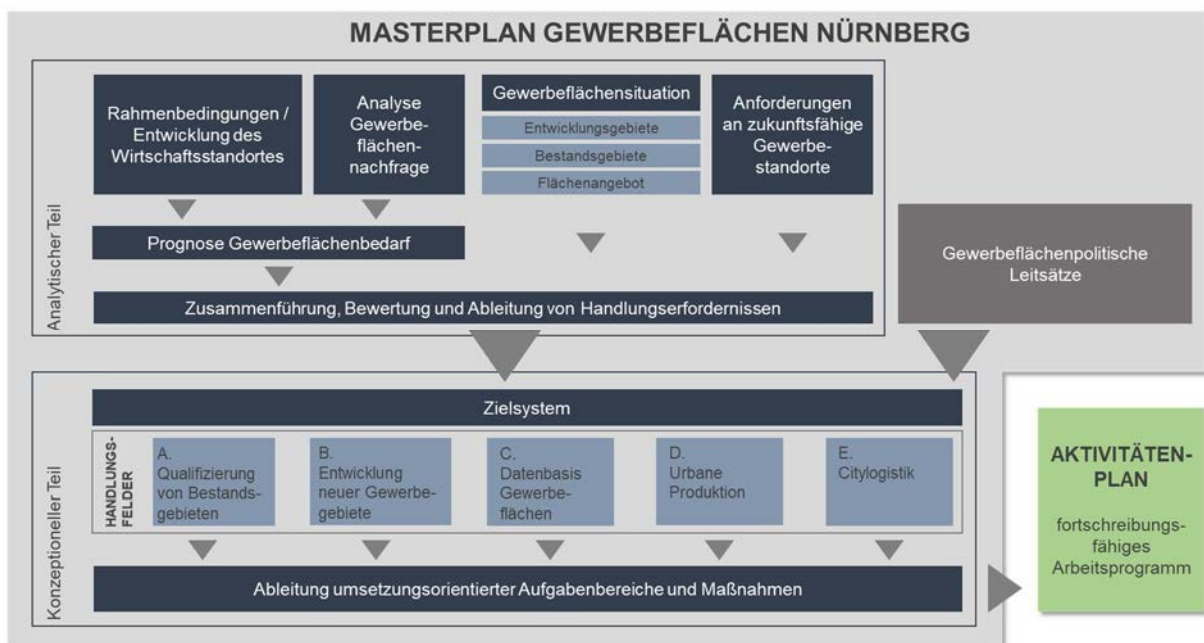 MASTERPLAN GEWERBEFLÄCHEN NÜRNBERG
Analytischer Teil
Rahmenbedingungen /
Entwicklung des
Wirtschaftsstandortes
Analyse
Gewerbe-
flächen-
nachfrage
Gewerbeflächensituation
Entwicklungsgebiete
Bestandsgebiete
Flächenangebot
Anforderungen
an zukunftsfähige
Gewerbe-
standorte
Prognose Gewerbeflächenbedarf
Zusammenführung, Bewertung und Ableitung von Handlungserfordernissen
Gewerbeflächenpolitische
Leitsätze
Konzeptioneller Teil
Zielsystem
HANDLUNGS-
FELDER
A.
Qualifizierung
von Bestands-
gebieten
B.
Entwicklung
neuer Gewerbe-
gebiete
C.
Datenbasis
Gewerbe-
flächen
D.
Urbane
Produktion
E.
Citylogistik
Ableitung umsetzungsorientierter Aufgabenbereiche und Maßnahmen
AKTIVITÄTEN-
PLAN
fortschreibungs-
fähiges
Arbeitsprogramm